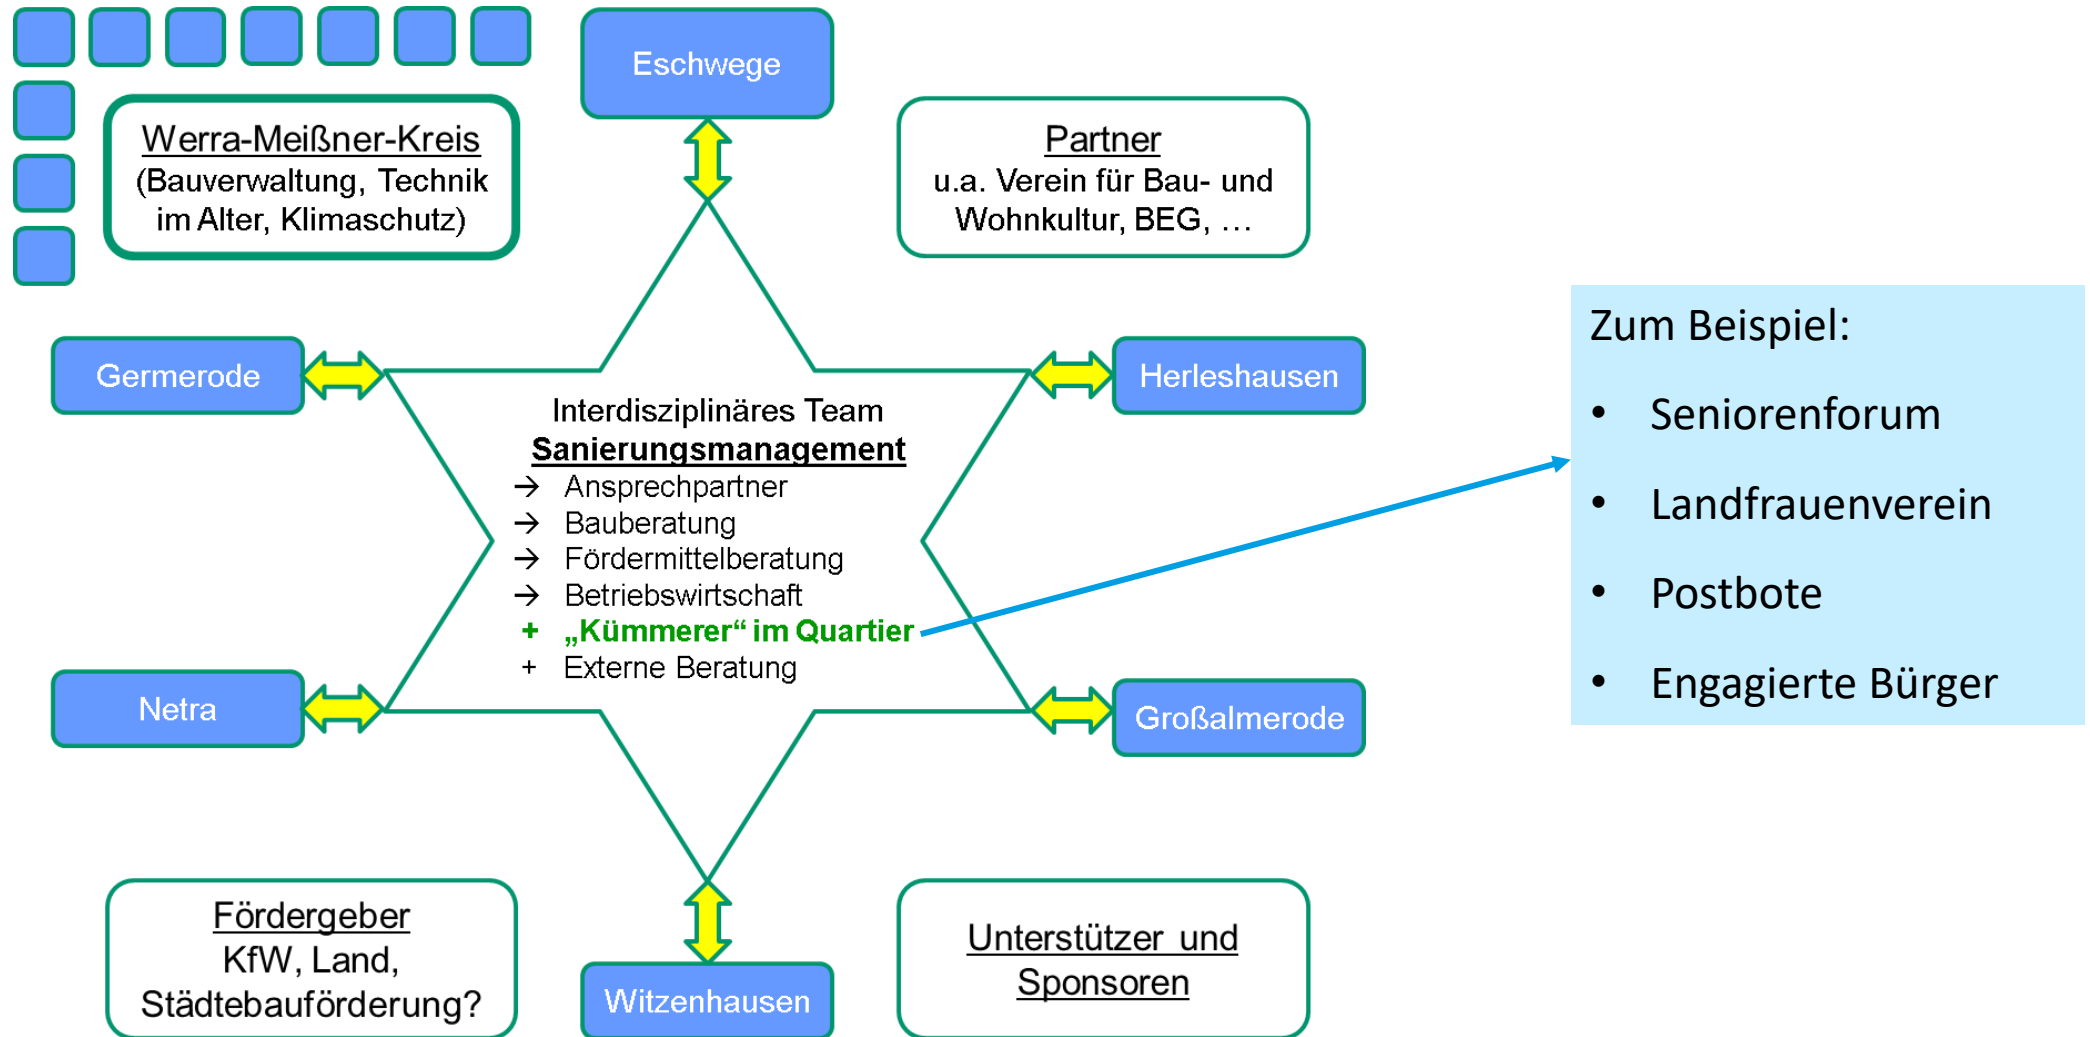 Eschwege
Werra-Meißner-Kreis
(Bauverwaltung, Technik
im Alter, Klimaschutz)
Partner
u.a. Verein für Bau- und
Wohnkultur, BEG, …
Germerode
Herleshausen
Interdisziplinäres Team
Sanierungsmanagement
→ Ansprechpartner
→ Bauberatung
→ Fördermittelberatung
→ Betriebswirtschaft
+ „Kümmerer“ im Quartier
+ Externe Beratung
Zum Beispiel:
• Seniorenforum
• Landfrauenverein
• Postbote
• Engagierte Bürger
Netra
Großalmerode
Fördergeber
KfW, Land,
Städtebauförderung?
Witzenhausen
Unterstützer und
Sponsoren